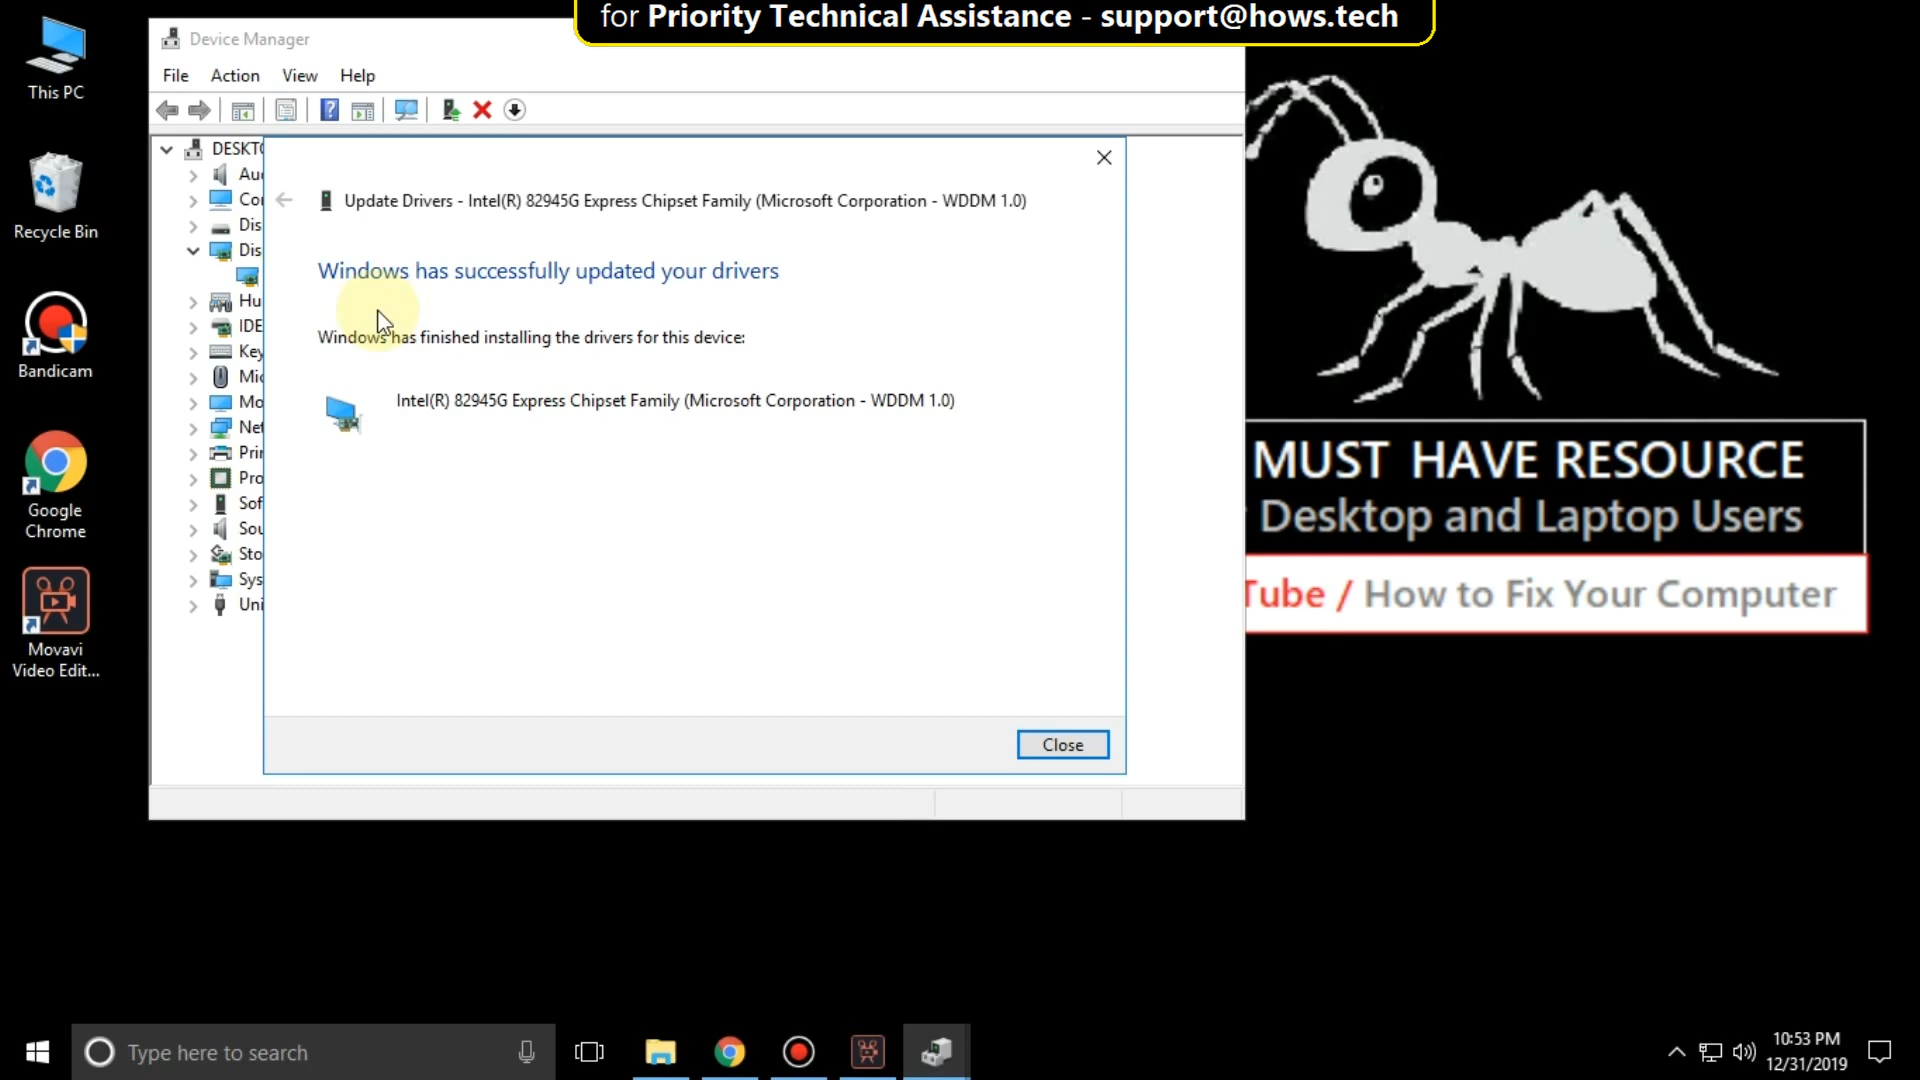 for Priority Technical Assistance - support@hows.tech
This PC
Recycle Bin
Bandicam
Google
Chrome
Movavi
Video Edit...
Device Manager
File Action View Help
DESKTO
Au
Co
Dis
Dis
Hu
IDE
Key
Mic
Mo
Net
Prin
Pro
Sof
Sou
Sto
Sys
Uni
Update Drivers - Intel(R) 82945G Express Chipset Family (Microsoft Corporation - WDDM 1.0)
Windows has successfully updated your drivers
Windows has finished installing the drivers for this device:
Intel(R) 82945G Express Chipset Family (Microsoft Corporation - WDDM 1.0)
Close
MUST HAVE RESOURCE
Desktop and Laptop Users
Tube / How to Fix Your Computer
Type here to search
10:53 PM
12/31/2019